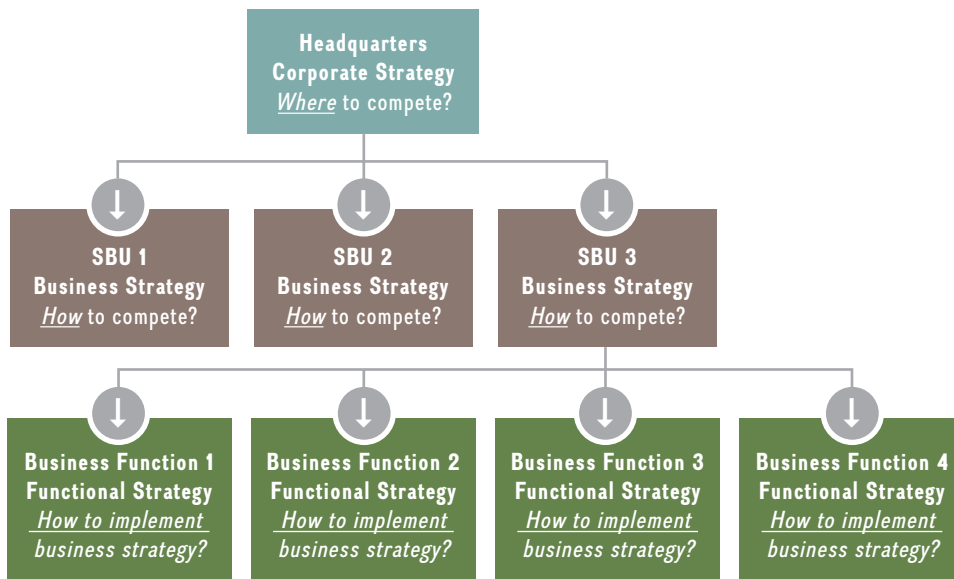 Headquarters
Corporate Strategy
Where to compete?
SBU 1
Business Strategy
How to compete?
SBU 2
Business Strategy
How to compete?
SBU 3
Business Strategy
How to compete?
Business Function 1
Functional Strategy
How to implement
business strategy?
Business Function 2
Functional Strategy
How to implement
business strategy?
Business Function 3
Functional Strategy
How to implement
business strategy?
Business Function 4
Functional Strategy
How to implement
business strategy?